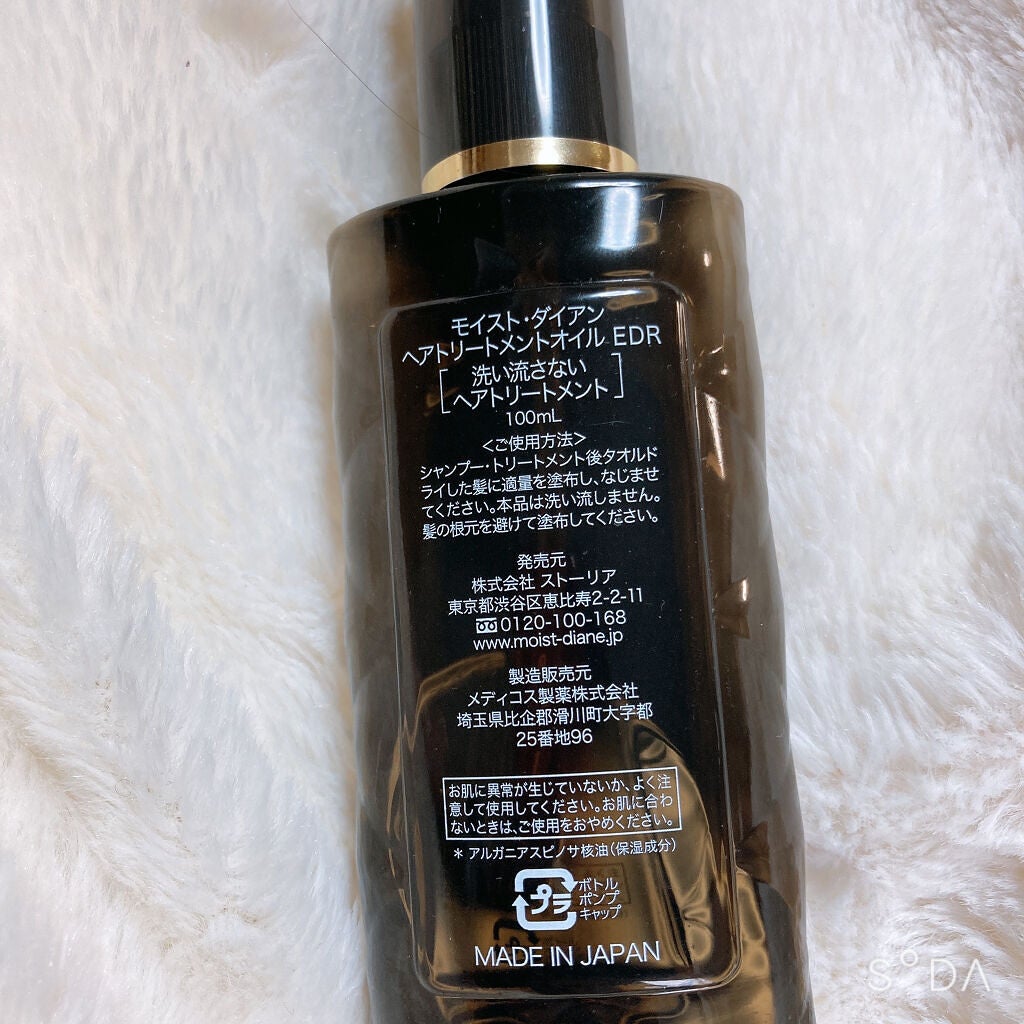 モイスト・ダイアン
ヘアトリートメントオイル EDR
洗い流さない
ヘアトリートメント
100mL
<ご使用方法>
シャンプー・トリートメント後タオルド
ライした髪に適量を塗布し、なじませ
てください。本品は洗い流しません。
髪の根元を避けて塗布してください。
発売元
株式会社 ストーリア
東京都渋谷区恵比寿2-2-11
0120-100-168
www.moist-diane.jp
製造販売元
メディコス製薬株式会社
埼玉県比企郡滑川町大字都
25番地96
お肌に異常が生じていないか、よく注
意して使用してください。お肌に合わ
ないときは、ご使用をおやめください。
* アルガニアスピノサ核油(保湿成分)
プラ
ボトル
ポンプ
キャップ
MADE IN JAPAN
SODA